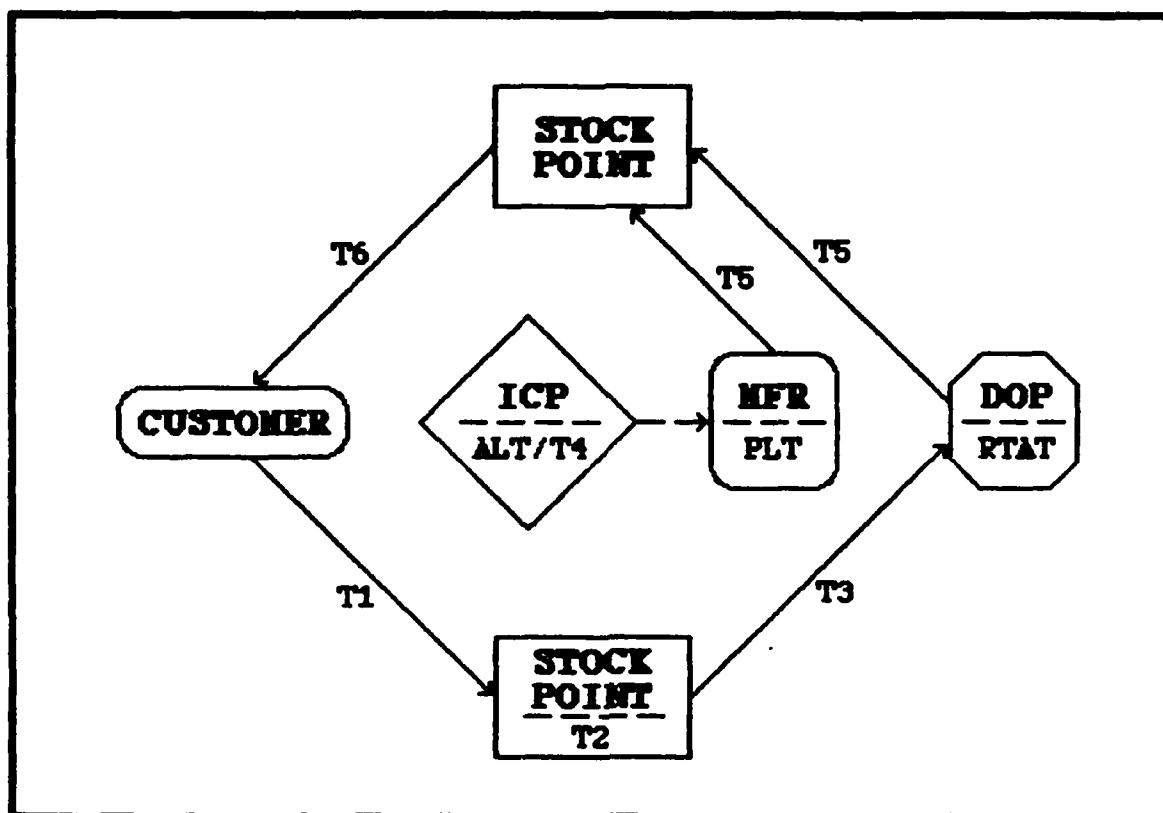 STOCK
POINT
T6
T5
T5
CUSTOMER
ICP
ALT/T4
MFR
PLT
DOP
RTAT
T1
T3
STOCK
POINT
T2